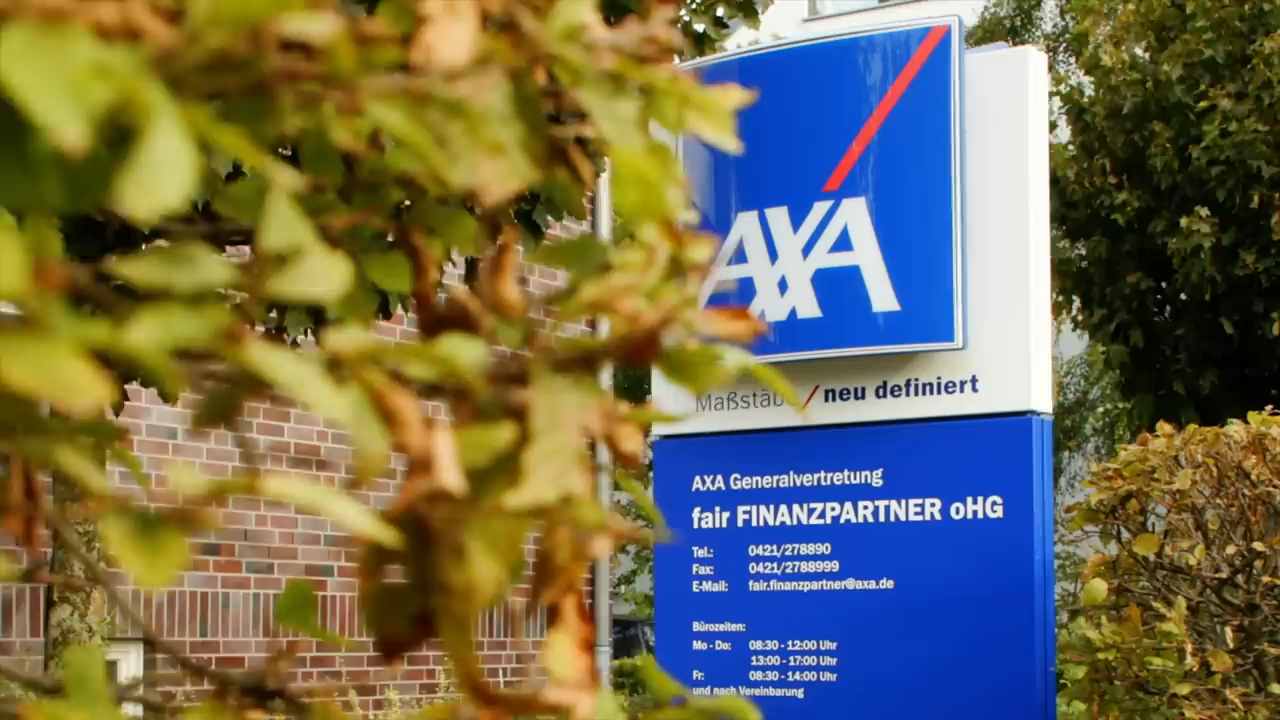 AXA
Maßstäbe / neu definiert
AXA Generalvertretung
fair FINANZPARTNER oHG
Tel.: 0421/278890
Fax: 0421/2788999
E-Mail: fair.finanzpartner@axa.de
Bürozeiten:
Mo - Do: 08:30 - 12:00 Uhr
13:00 - 17:00 Uhr
Fr: 08:30 - 14:00 Uhr
und nach Vereinbarung